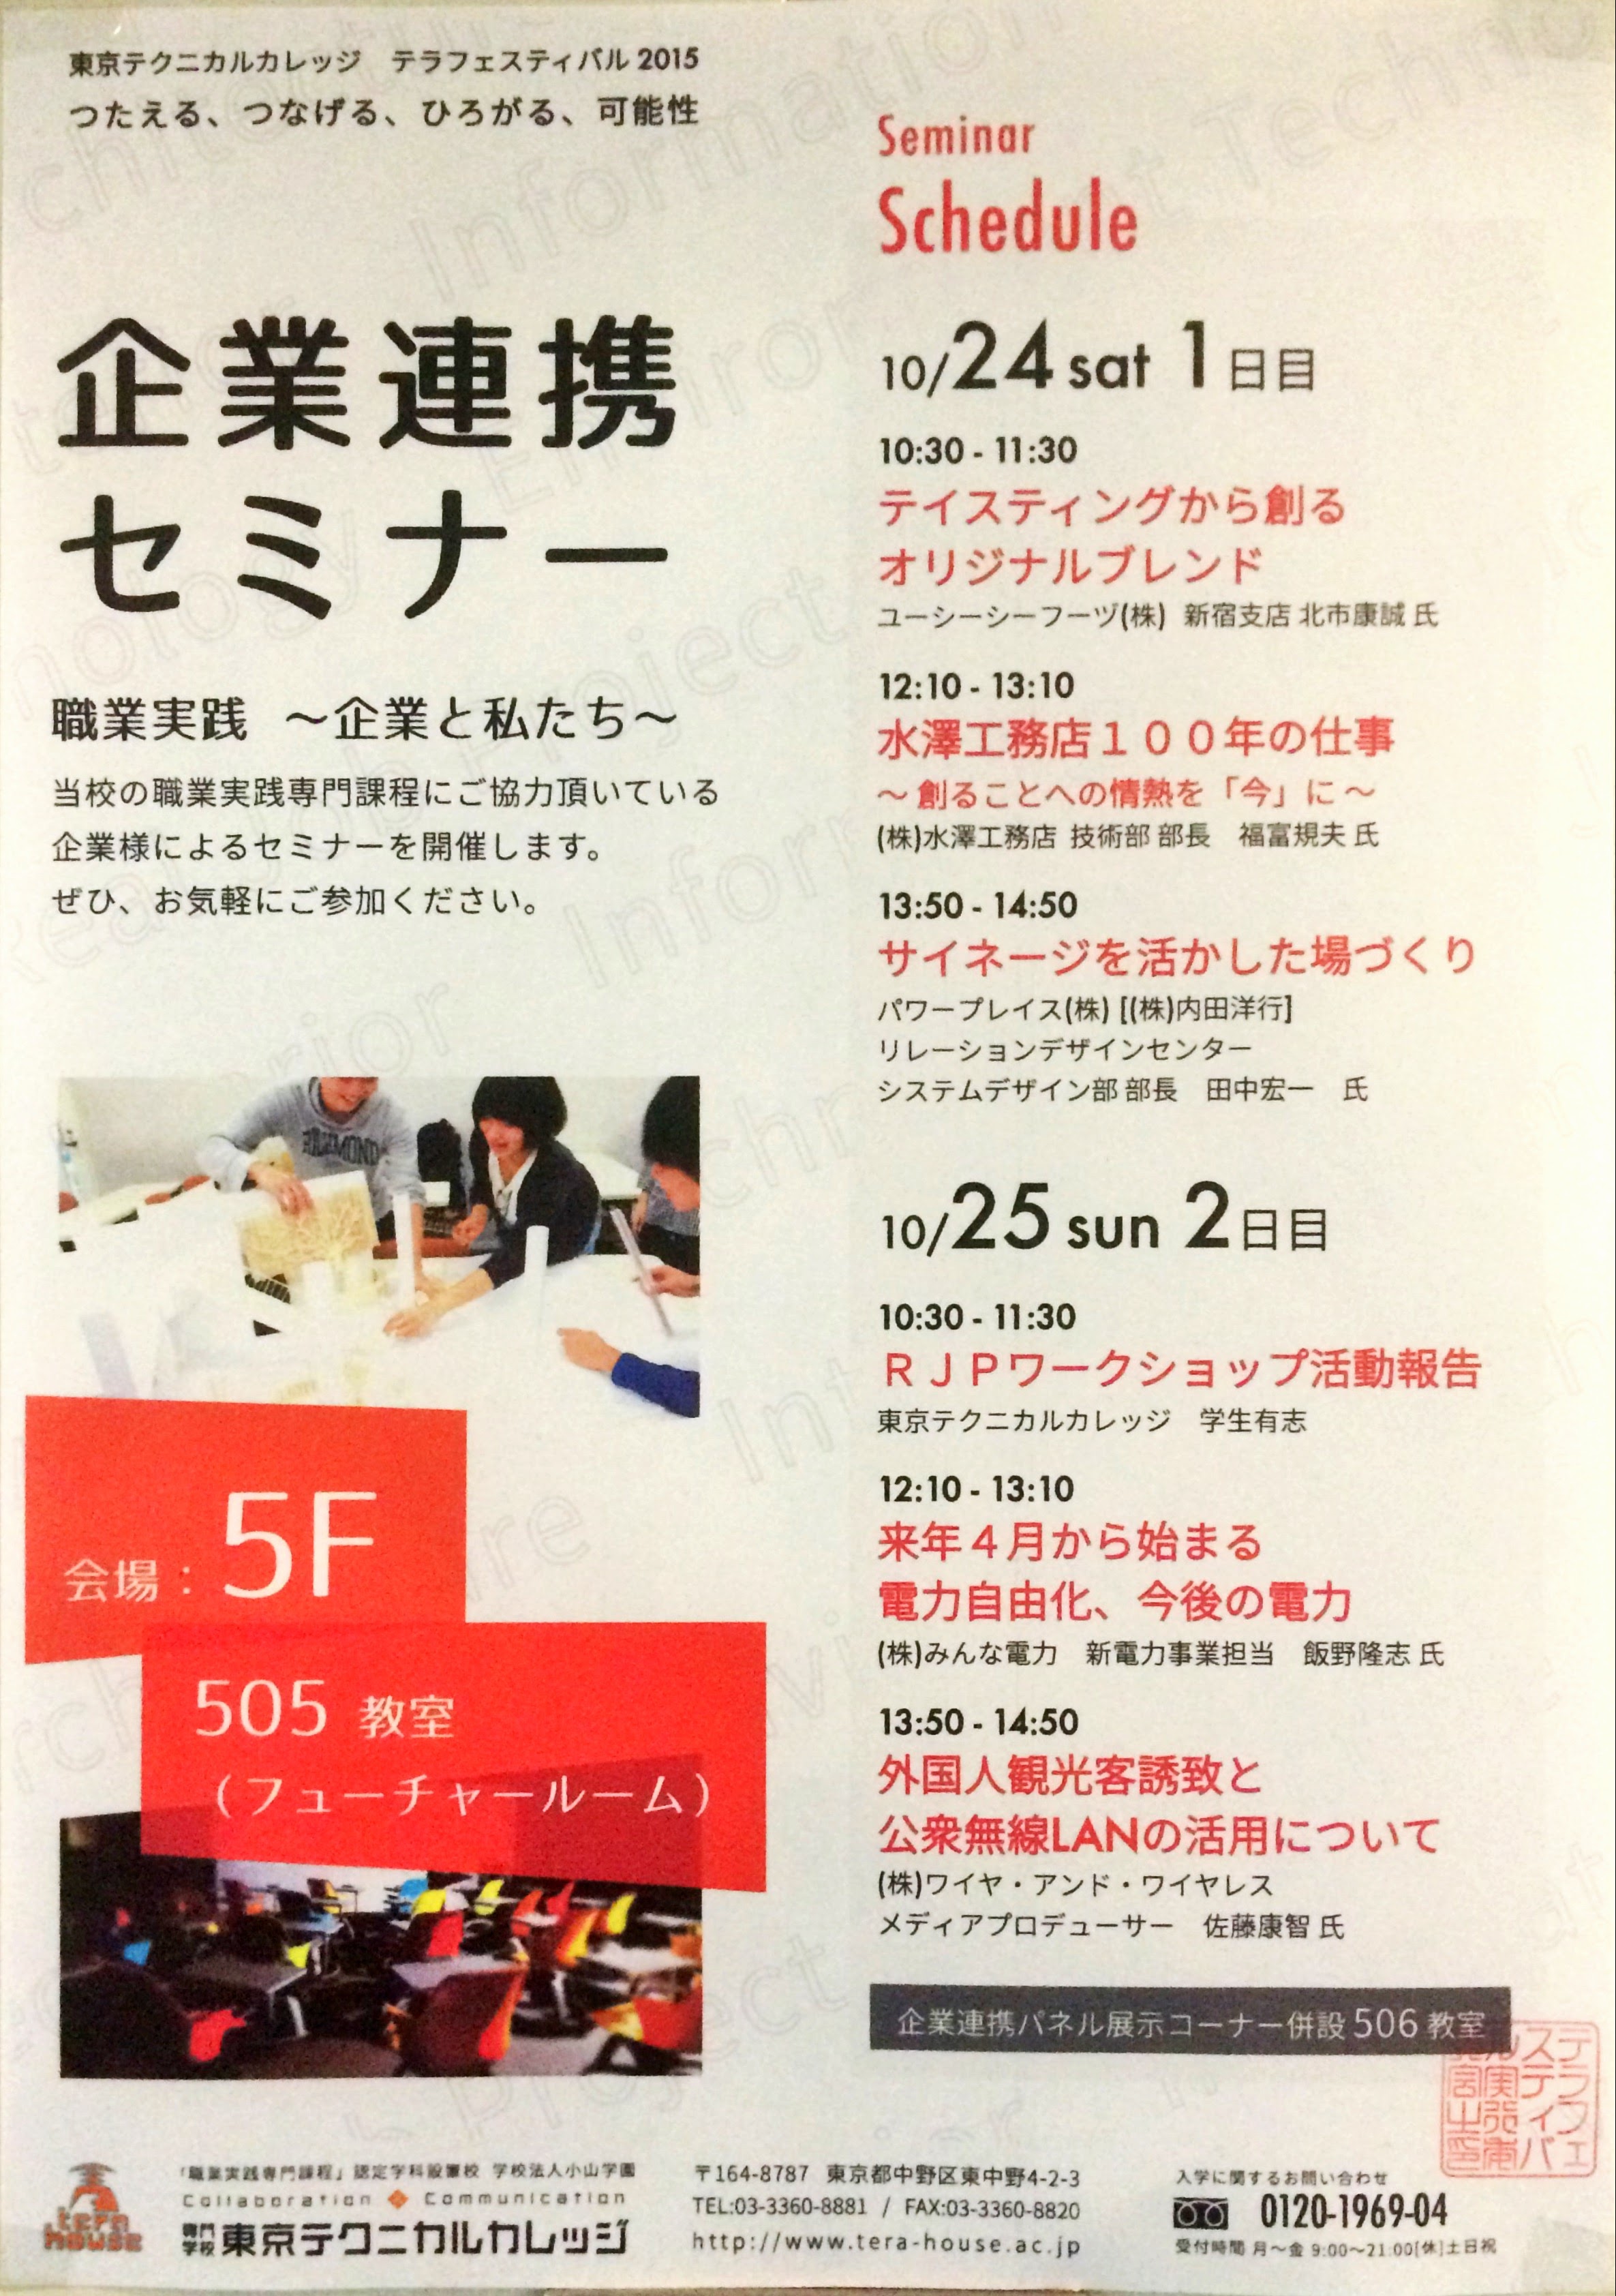 東京テクニカルカレッジ　テラフェスティバル 2015
つたえる、つなげる、ひろがる、可能性
企業連携
セミナー
職業実践　～企業と私たち～
当校の職業実践専門課程にご協力頂いている
企業様によるセミナーを開催します。
ぜひ、お気軽にご参加ください。
RICHMOND
会場：5F
505 教室
（フューチャールーム）
Seminar
Schedule
10/24 sat 1日目
10:30 - 11:30
テイスティングから創る
オリジナルブレンド
ユーシーシーフーヅ(株)　新宿支店 北市康誠 氏
12:10 - 13:10
水澤工務店１００年の仕事
～ 創ることへの情熱を「今」に ～
(株)水澤工務店 技術部 部長　福富規夫 氏
13:50 - 14:50
サイネージを活かした場づくり
パワープレイス(株) [(株)内田洋行]
リレーションデザインセンター
システムデザイン部 部長　田中宏一　氏
10/25 sun 2日目
10:30 - 11:30
ＲＪＰワークショップ活動報告
東京テクニカルカレッジ　学生有志
12:10 - 13:10
来年４月から始まる
電力自由化、今後の電力
(株)みんな電力　新電力事業担当　飯野隆志 氏
13:50 - 14:50
外国人観光客誘致と
公衆無線LANの活用について
(株)ワイヤ・アンド・ワイヤレス
メディアプロデューサー　佐藤康智 氏
企業連携パネル展示コーナー併設 506 教室
tera HOUSE
「職業実践専門課程」認定学科設置校 学校法人小山学園
Collaboration Communication
専門学校 東京テクニカルカレッジ
〒164-8787 東京都中野区東中野4-2-3
TEL:03-3360-8881 / FAX:03-3360-8820
http://www.tera-house.ac.jp
入学に関するお問い合わせ
0120-1969-04
受付時間 月～金 9:00～21:00[休]土日祝